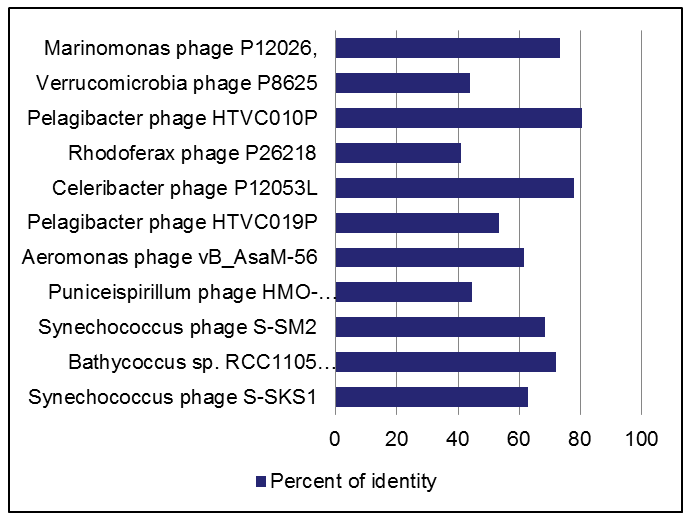 Marinomonas phage P12026,
Verrucomicrobia phage P8625
Pelagibacter phage HTVC010P
Rhodoferax phage P26218
Celeribacter phage P12053L
Pelagibacter phage HTVC019P
Aeromonas phage vB_AsaM-56
Puniceispirillum phage HMO-…
Synechococcus phage S-SM2
Bathycoccus sp. RCC1105 …
Synechococcus phage S-SKS1
0 20 40 60 80 100
Percent of identity